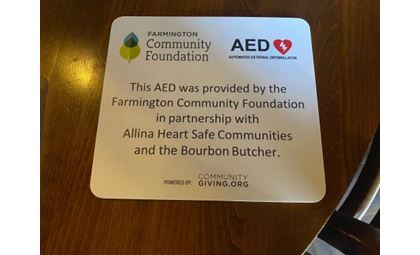 FARMINGTON
Community
Foundation
AED
AUTOMATED EXTERNAL DEFIBRILLATOR
This AED was provided by the
Farmington Community Foundation
in partnership with
Allina Heart Safe Communities
and the Bourbon Butcher.
POWERED BY: COMMUNITY
GIVING.ORG